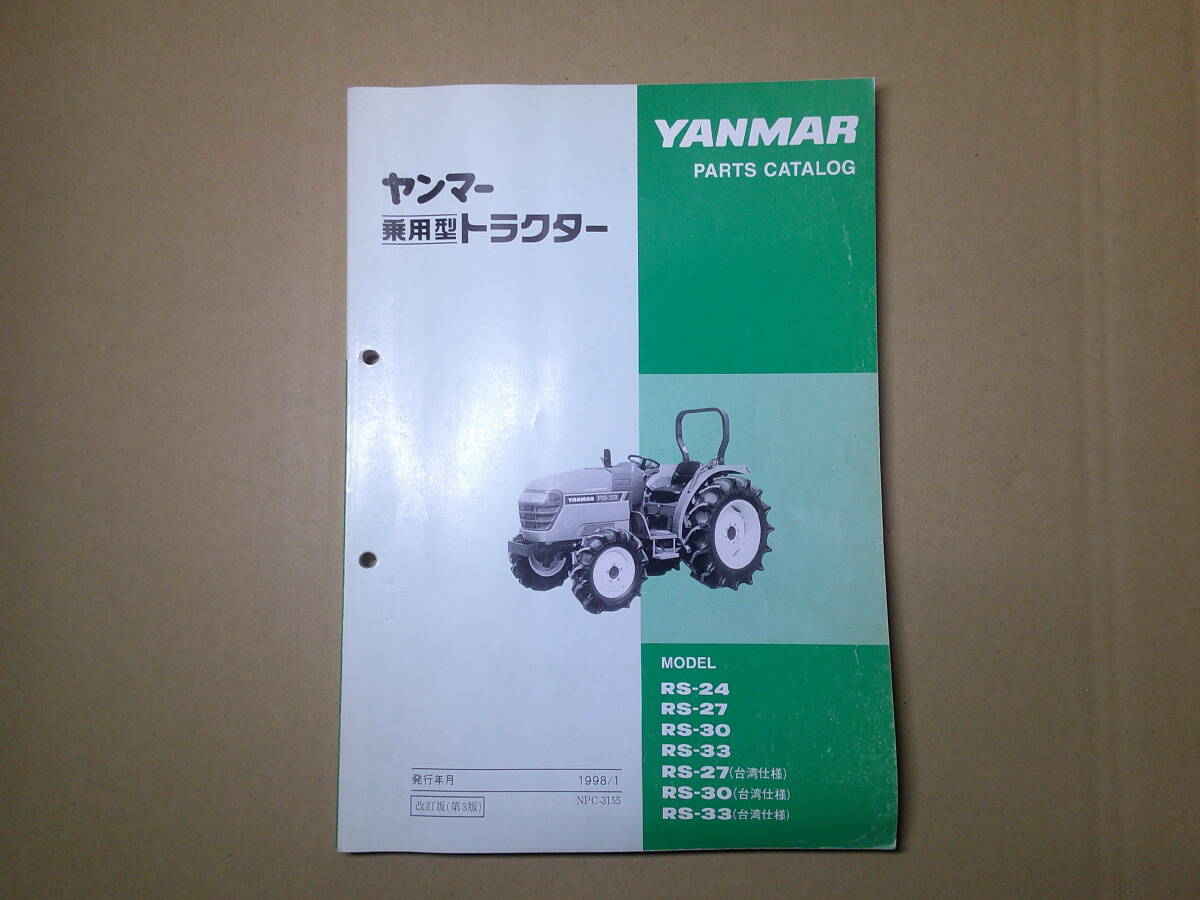 YANMAR
PARTS CATALOG
ヤンマー
乗用型トラクター
YANMAR RS-33
MODEL
RS-24
RS-27
RS-30
RS-33
RS-27(台湾仕様)
RS-30(台湾仕様)
RS-33(台湾仕様)
発行年月 1998/1
改訂版(第3版) NPC-3155